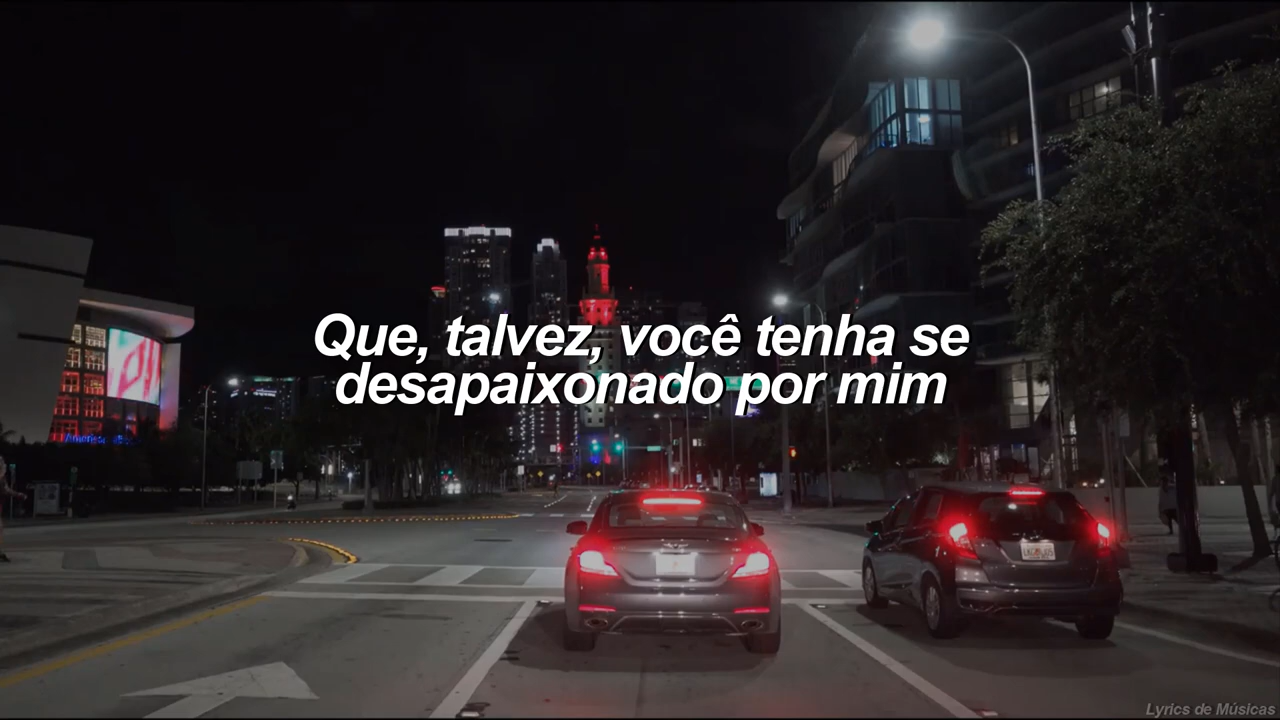 Que, talvez, você tenha se
desapaixonado por mim
Lyrics de Músicas